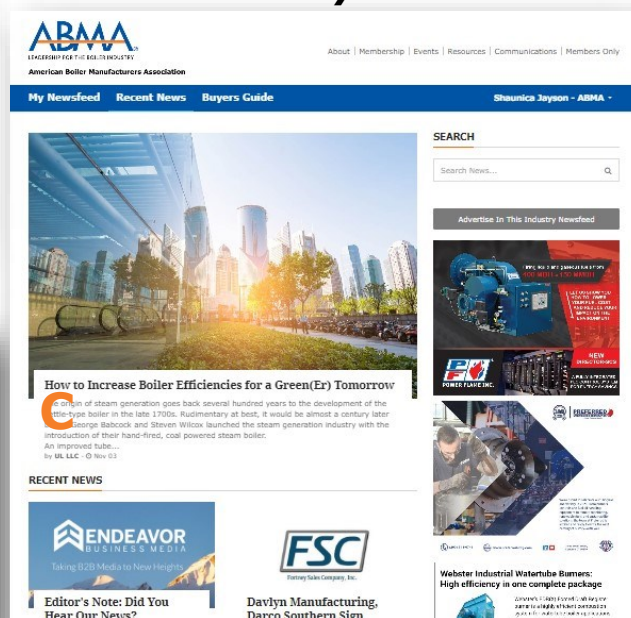 ABMA
LEADERSHIP FOR THE BOILER INDUSTRY
American Boiler Manufacturers Association
About | Membership | Events | Resources | Communications | Members Only
My Newsfeed Recent News Buyers Guide Shaunica Jayson - ABMA
SEARCH
Search News...
Advertise In This Industry Newsfeed
NEW
POWER FLAME INC.
How to Increase Boiler Efficiencies for a Green(Er) Tomorrow
C
origin of steam generation goes back several hundred years to the development of the
kettle-type boiler in the late 1700s. Rudimentary at best, it would be almost a century later
George Babcock and Steven Wilcox launched the steam generation industry with the
introduction of their hand-fired, coal powered steam boiler.
An improved tube...
by UL LLC - Nov 03
RECENT NEWS
ENDEAVOR
BUSINESS MEDIA
Taking B2B Media to New Heights
Editor's Note: Did You
Hear Our News?
FSC
Fortney Sales Company, Inc.
Davlyn Manufacturing,
Darco Southern Sign
PREFERRED
Webster Industrial Watertube Burners:
High efficiency in one complete package